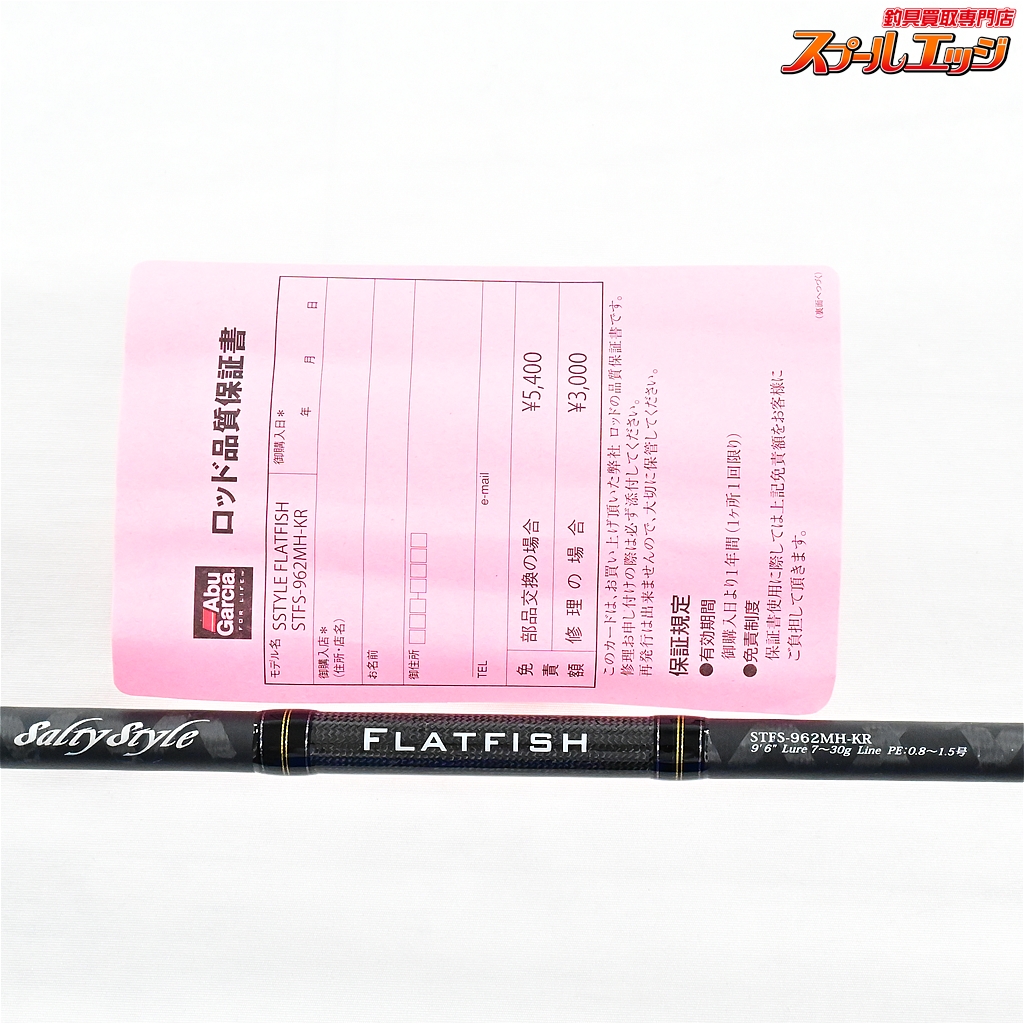 釣具買取専門店
スプールエッジ
Abu
Garcia®
FOR LIFE™
ロッド品質保証書
モデル名 SSTYLE FLATFISH
STFS-962MH-KR
御購入日*
年 月 日
御購入店*
(住所・店名)
お名前
御住所
TEL
e-mail
免責額
部品交換の場合 ¥5,400
修理の場合 ¥3,000
このカードは、お買い上げ頂いた弊社 ロッドの品質保証書です。
修理お申し付けの際は必ず添付してください。
再発行は出来ませんので、大切に保管してください。
保証規定
●有効期間
御購入日より1年間(1ヶ所1回限り)
●免責制度
保証書使用に際しては上記免責額をお客様に
ご負担して頂きます。
(裏面へつづく)
Salty Style
FLATFISH
STFS-962MH-KR
9'6" Lure 7〜30g Line PE:0.8〜1.5号